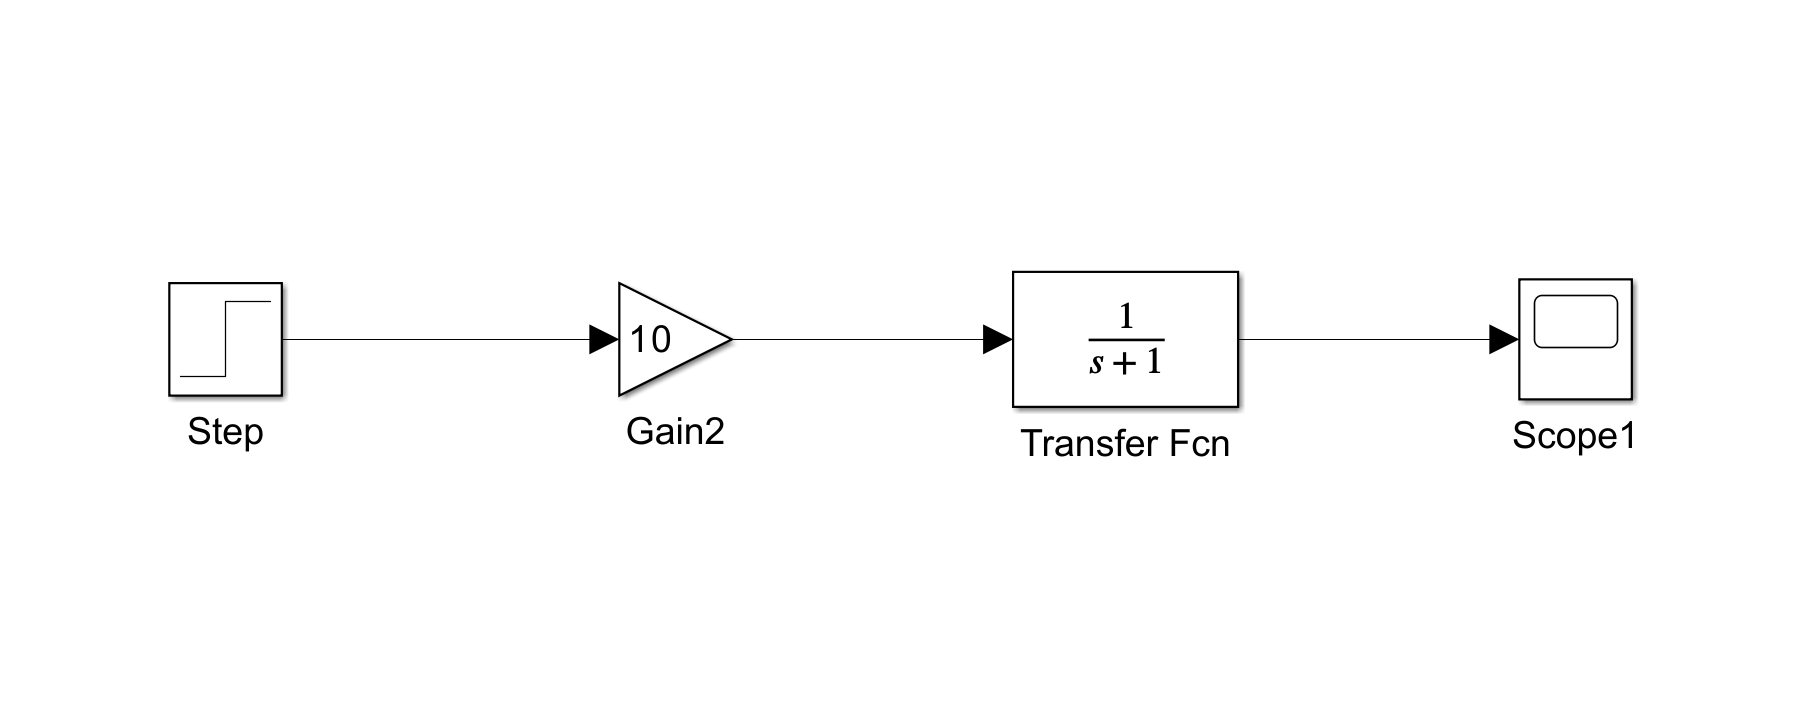 10
1
s + 1
Step
Gain2
Transfer Fcn
Scope1